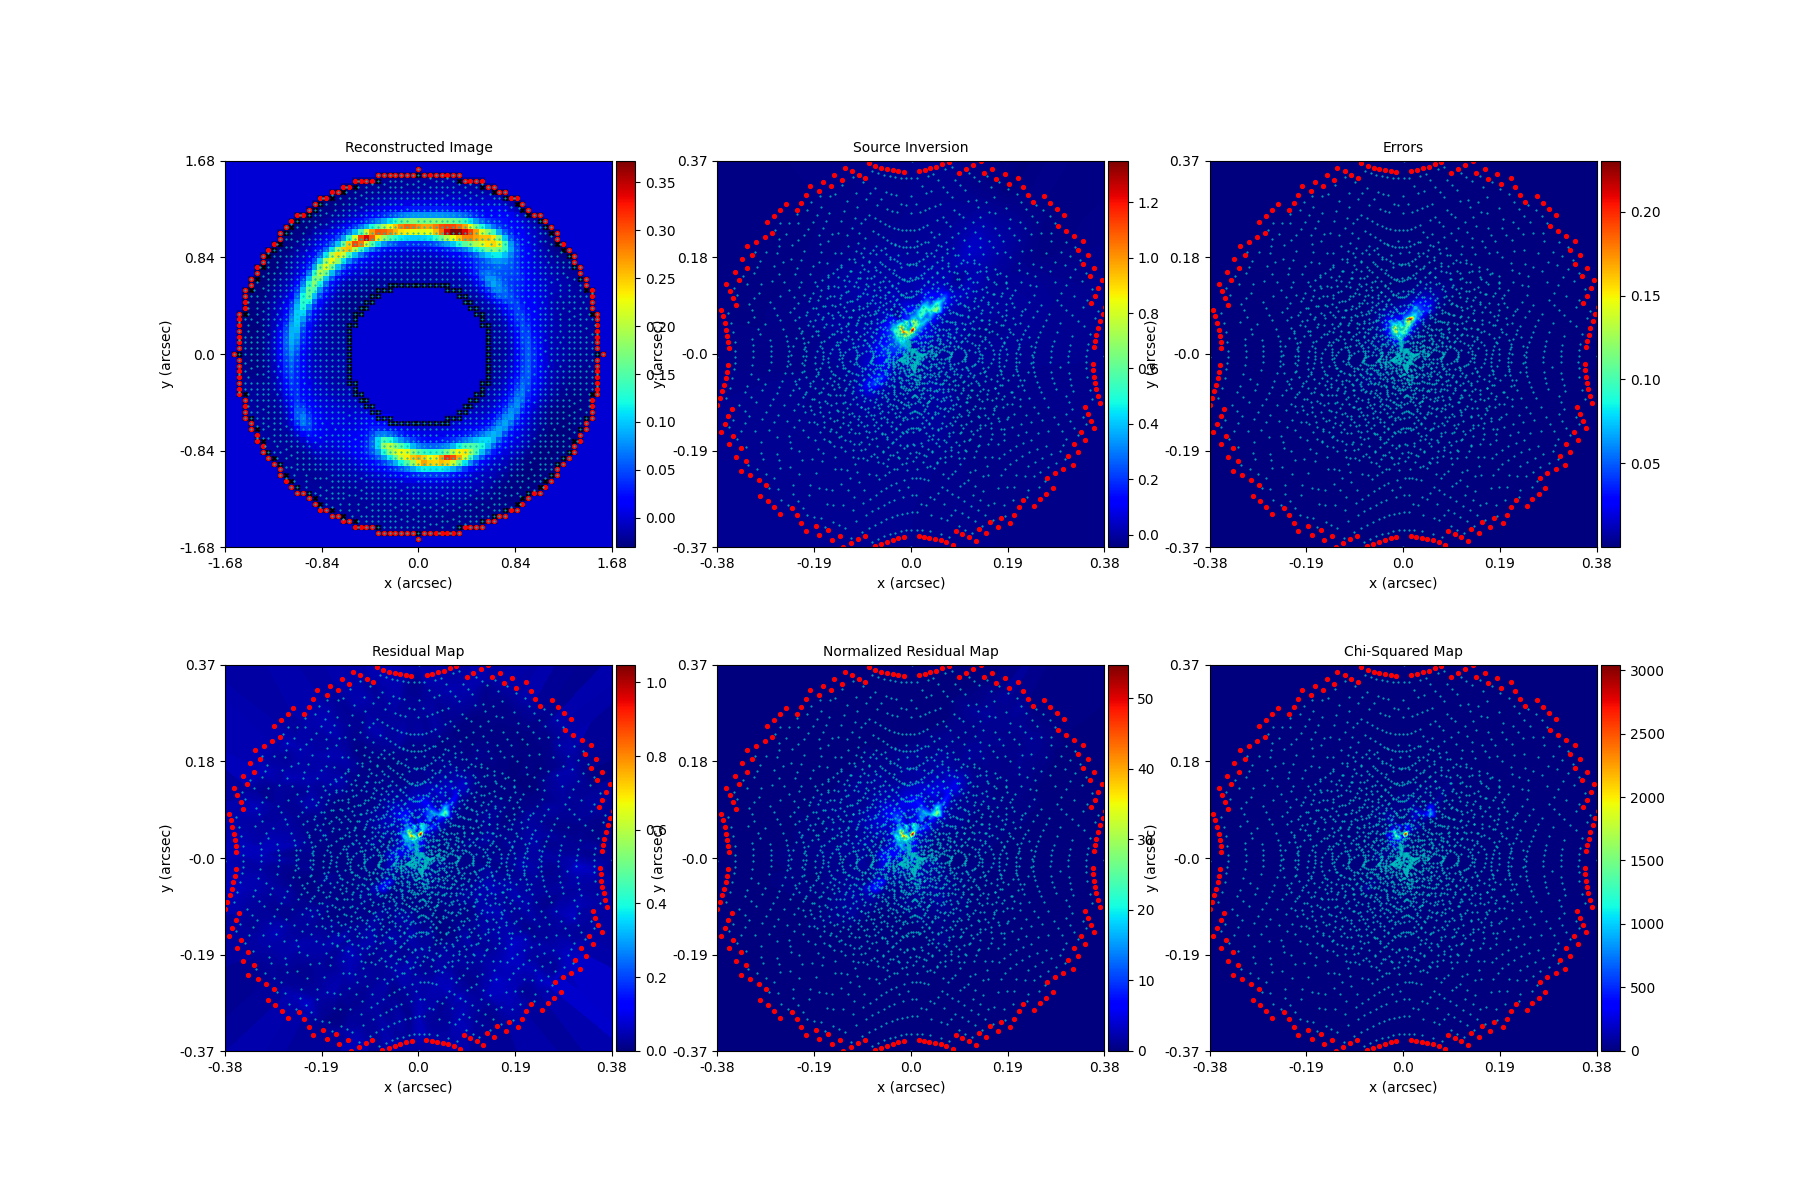 Reconstructed Image
1.68
0.84
0.0
-0.84
-1.68
y (arcsec)
-1.68 -0.84 0.0 0.84 1.68
x (arcsec)
0.35
0.30
0.25
0.20
0.15
0.10
0.05
0.00
Source Inversion
0.37
0.18
-0.0
-0.19
-0.37
y (arcsec)
-0.38 -0.19 0.0 0.19 0.38
x (arcsec)
1.2
1.0
0.8
0.6
0.4
0.2
0.0
Errors
0.37
0.18
-0.0
-0.19
-0.37
y (arcsec)
-0.38 -0.19 0.0 0.19 0.38
x (arcsec)
0.20
0.15
0.10
0.05
Residual Map
0.37
0.18
-0.0
-0.19
-0.37
y (arcsec)
-0.38 -0.19 0.0 0.19 0.38
x (arcsec)
1.0
0.8
0.6
0.4
0.2
0.0
Normalized Residual Map
0.37
0.18
-0.0
-0.19
-0.37
y (arcsec)
-0.38 -0.19 0.0 0.19 0.38
x (arcsec)
50
40
30
20
10
0
Chi-Squared Map
0.37
0.18
-0.0
-0.19
-0.37
y (arcsec)
-0.38 -0.19 0.0 0.19 0.38
x (arcsec)
3000
2500
2000
1500
1000
500
0